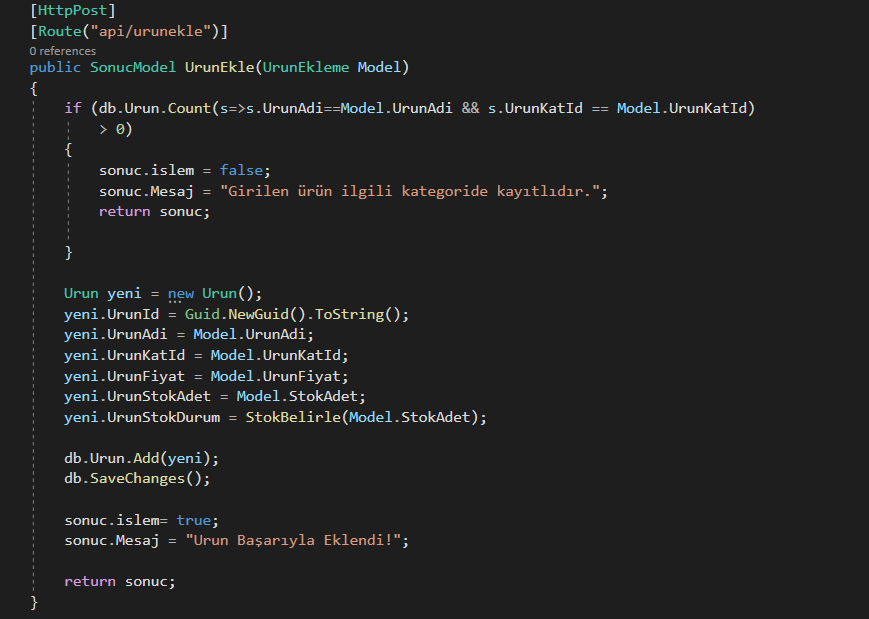 [HttpPost]
[Route("api/urunekle")]
0 references
public SonucModel UrunEkle(UrunEkleme Model)
{
if (db.Urun.Count(s=>s.UrunAdi==Model.UrunAdi && s.UrunKatId == Model.UrunKatId)
> 0)
{
sonuc.islem = false;
sonuc.Mesaj = "Girilen ürün ilgili kategoride kayıtlıdır.";
return sonuc;
}
Urun yeni = new Urun();
yeni.UrunId = Guid.NewGuid().ToString();
yeni.UrunAdi = Model.UrunAdi;
yeni.UrunKatId = Model.UrunKatId;
yeni.UrunFiyat = Model.UrunFiyat;
yeni.UrunStokAdet = Model.StokAdet;
yeni.UrunStokDurum = StokBelirle(Model.StokAdet);
db.Urun.Add(yeni);
db.SaveChanges();
sonuc.islem= true;
sonuc.Mesaj = "Urun Başarıyla Eklendi!";
return sonuc;
}